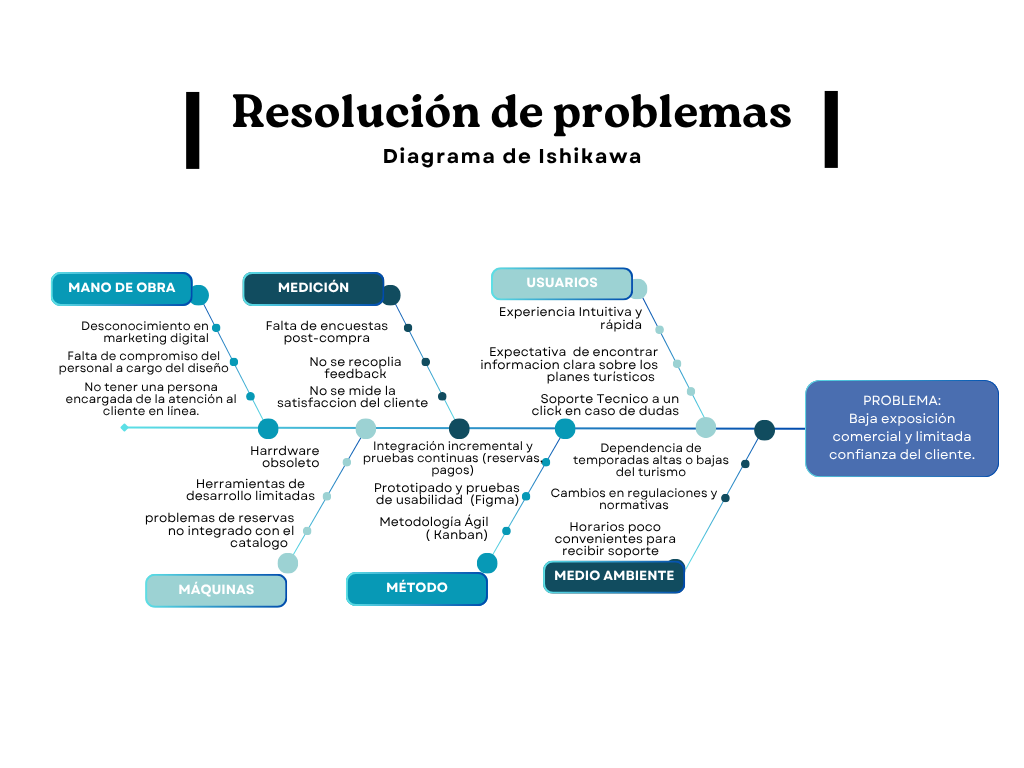 Resolución de problemas
Diagrama de Ishikawa
MANO DE OBRA
Desconocimiento en
marketing digital
Falta de compromiso del
personal a cargo del diseño
No tener una persona
encargada de la atención al
cliente en línea.
MEDICIÓN
Falta de encuestas
post-compra
No se recoplia
feedback
No se mide la
satisfaccion del cliente
USUARIOS
Experiencia Intuitiva y
rápida
Expectativa de encontrar
informacion clara sobre los
planes turísticos
Soporte Tecnico a un
click en caso de dudas
PROBLEMA:
Baja exposición
comercial y limitada
confianza del cliente.
Harrdware
obsoleto
Herramientas de
desarrollo limitadas
problemas de reservas
no integrado con el
catalogo
MÁQUINAS
Integración incremental y
pruebas continuas (reservas,
pagos)
Prototipado y pruebas
de usabilidad (Figma)
Metodología Ágil
( Kanban)
MÉTODO
Dependencia de
temporadas altas o bajas
del turismo
Cambios en regulaciones y
normativas
Horarios poco
convenientes para
recibir soporte
MEDIO AMBIENTE